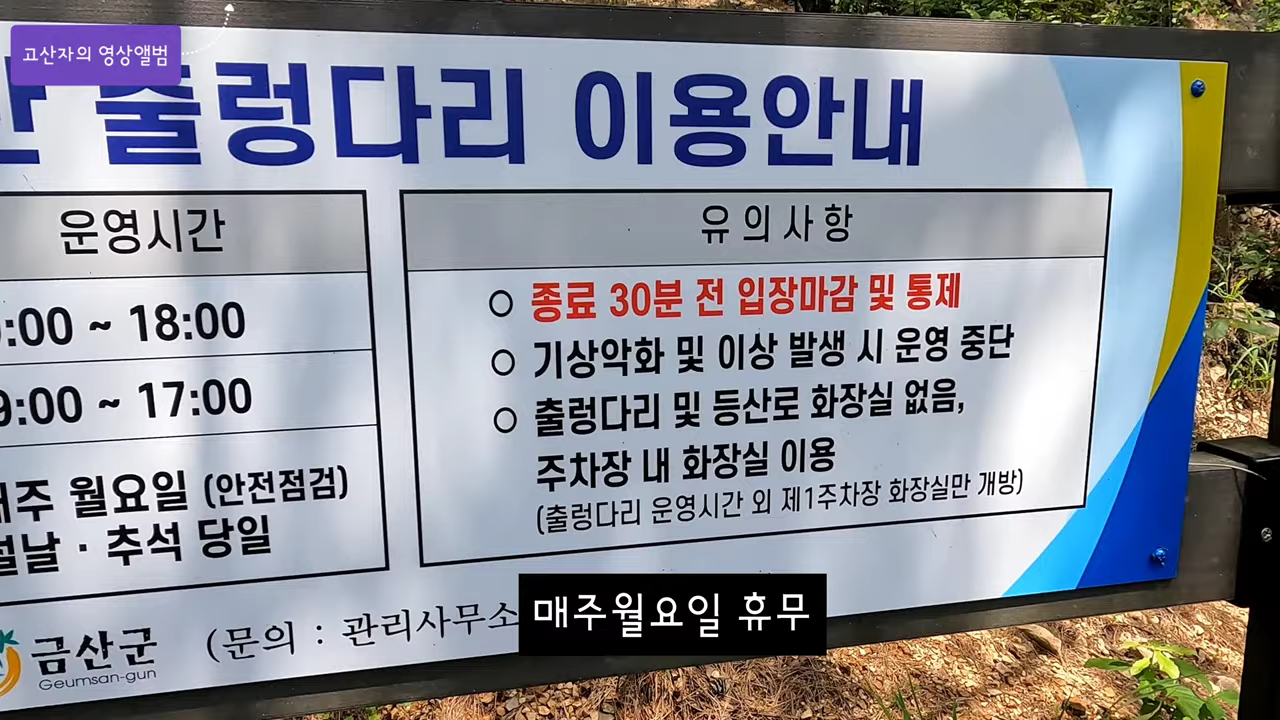 고산자의 영상앨범
출렁다리 이용안내
운영시간
:00 ~ 18:00
9:00 ~ 17:00
매주 월요일 (안전점검)
설날 · 추석 당일
유의사항
○ 종료 30분 전 입장마감 및 통제
○ 기상악화 및 이상 발생 시 운영 중단
○ 출렁다리 및 등산로 화장실 없음,
주차장 내 화장실 이용
(출렁다리 운영시간 외 제1주차장 화장실만 개방)
금산군
Geumsan-gun
(문의 : 관리사무소
매주월요일 휴무